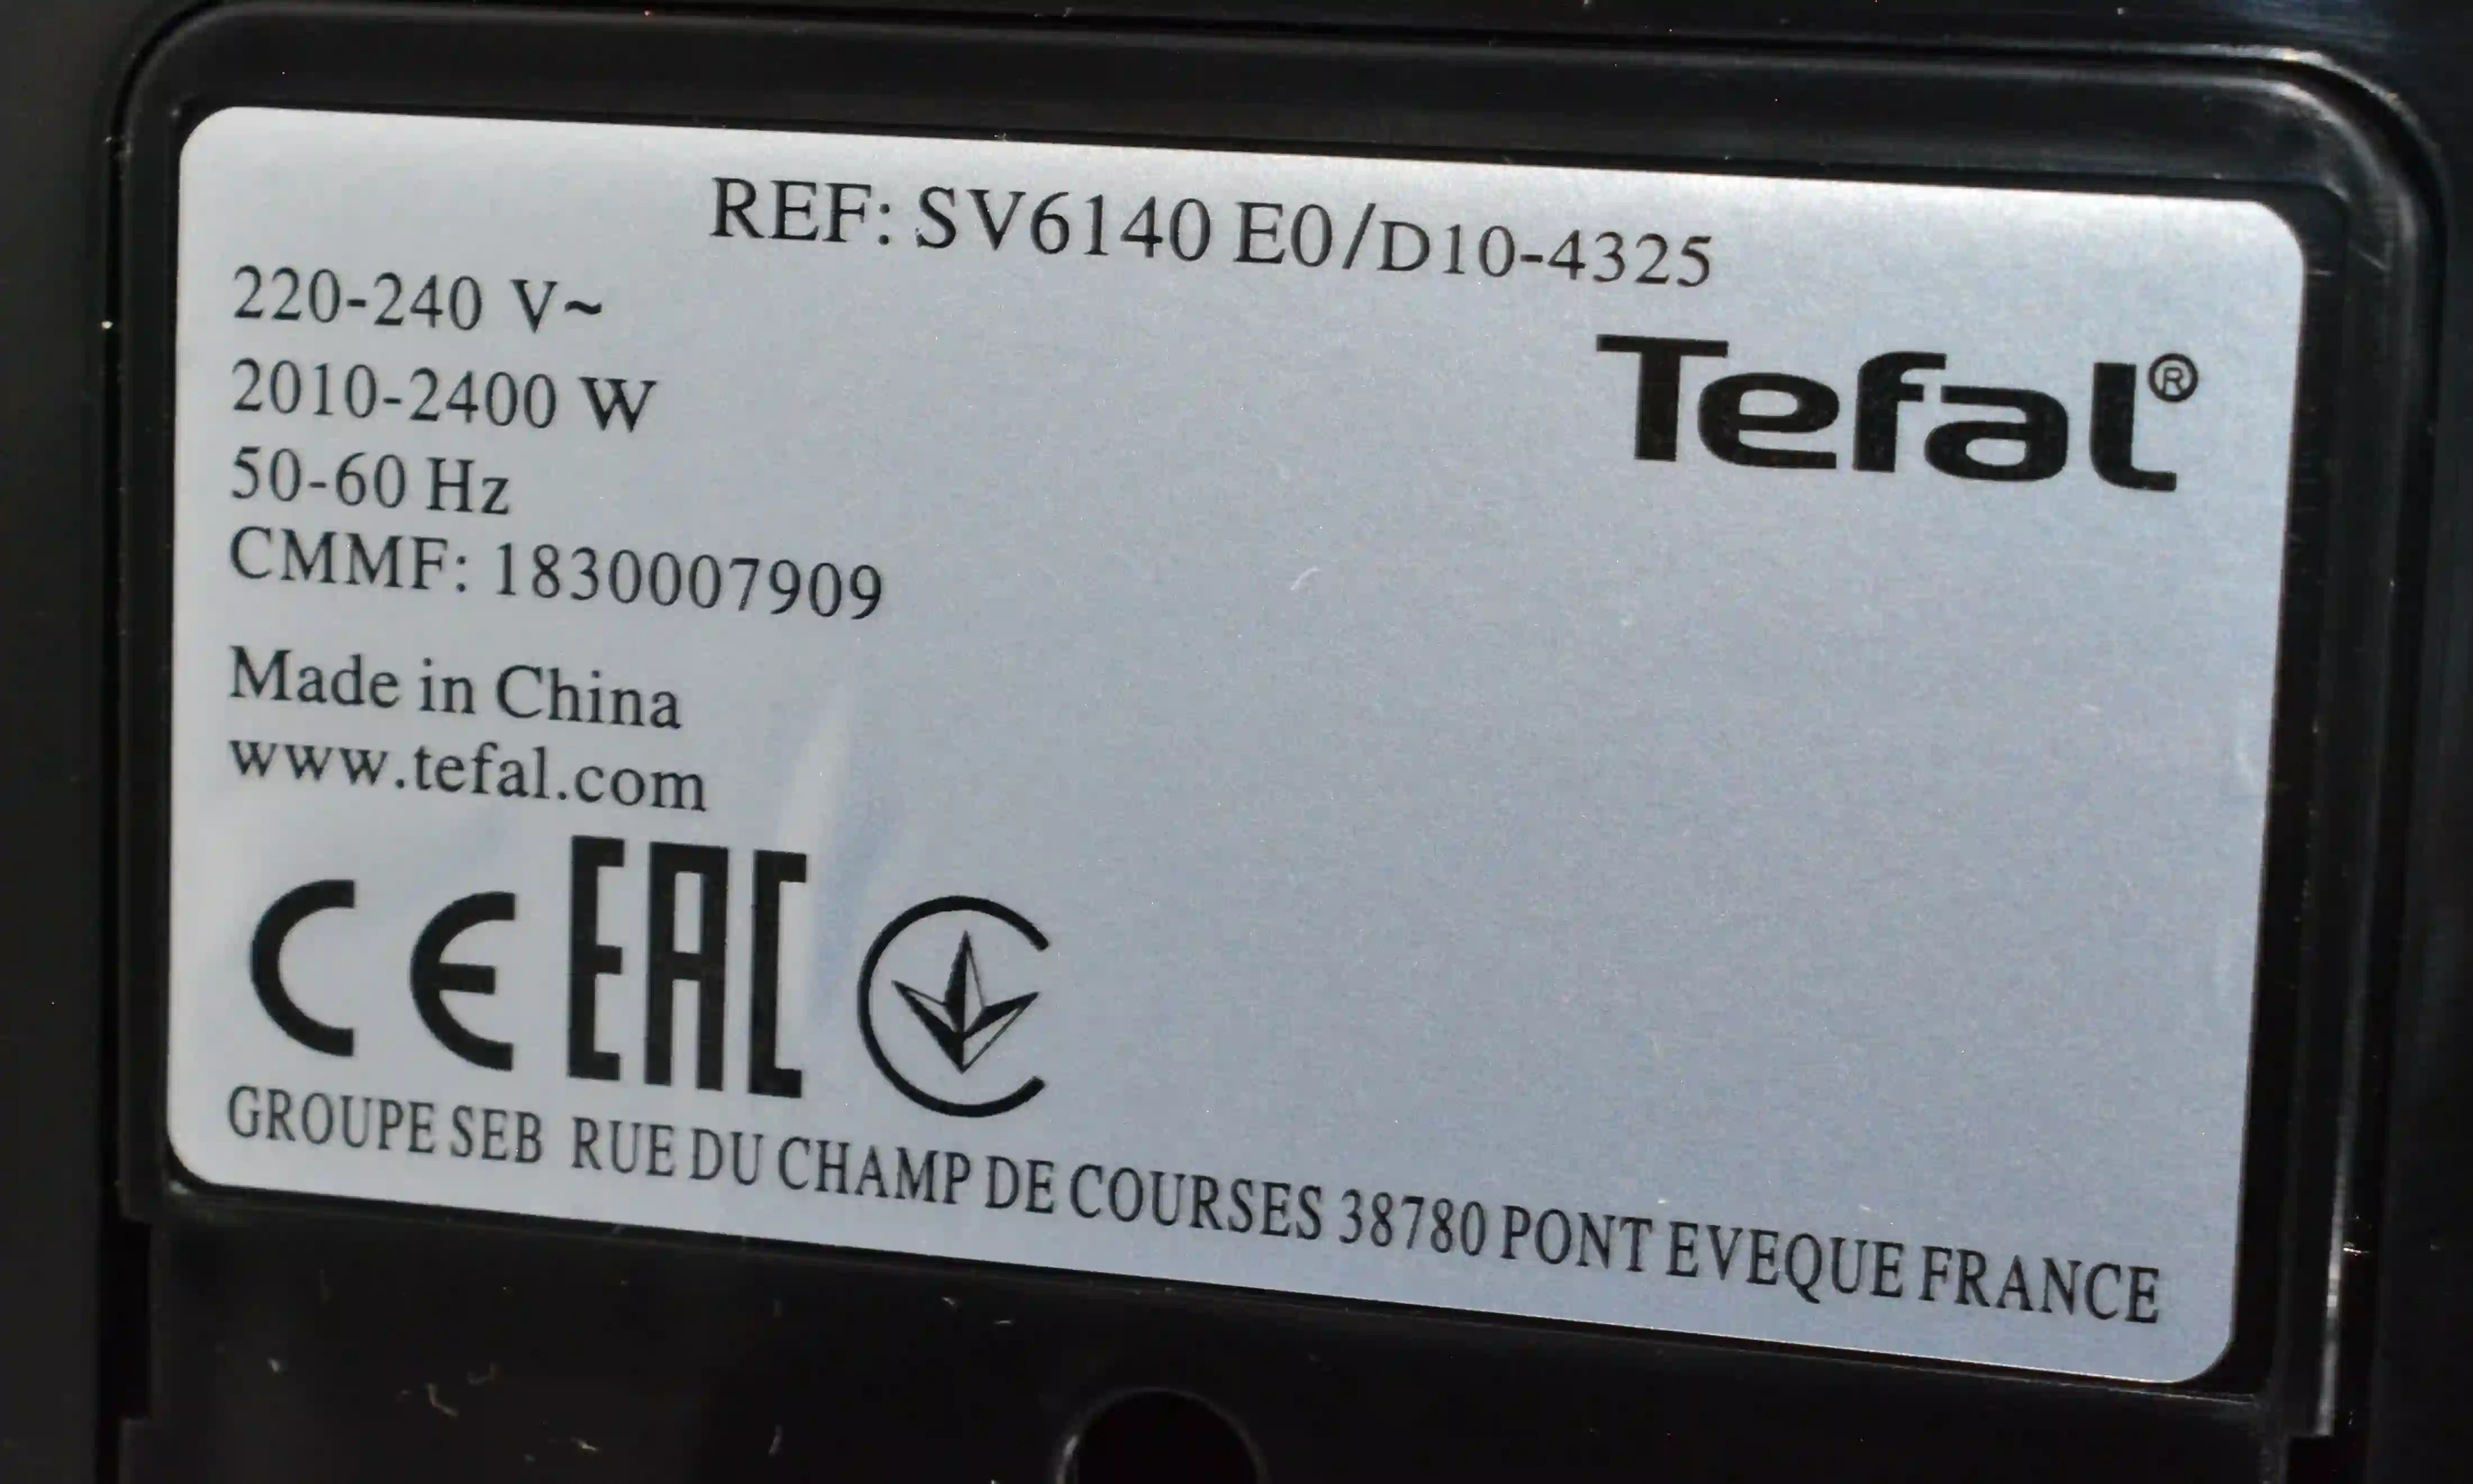 REF: SV6140 E0/D10-4325
220-240 V~
2010-2400 W
50-60 Hz
CMMF: 1830007909
Tefal®
Made in China
www.tefal.com
CE EAC
GROUPE SEB RUE DU CHAMP DE COURSES 38780 PONT EVEQUE FRANCE